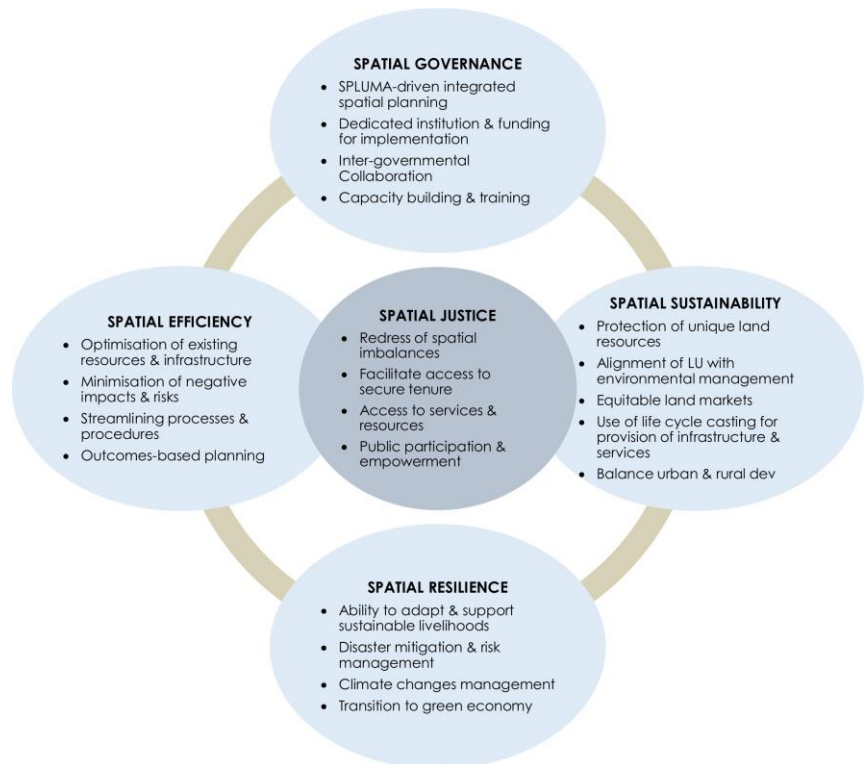 SPATIAL GOVERNANCE
• SPLUMA-driven integrated
spatial planning
• Dedicated institution & funding
for implementation
• Inter-governmental
Collaboration
• Capacity building & training
SPATIAL EFFICIENCY
• Optimisation of existing
resources & infrastructure
• Minimisation of negative
impacts & risks
• Streamlining processes &
procedures
• Outcomes-based planning
SPATIAL JUSTICE
• Redress of spatial
imbalances
• Facilitate access to
secure tenure
• Access to services &
resources
• Public participation &
empowerment
SPATIAL SUSTAINABILITY
• Protection of unique land
resources
• Alignment of LU with
environmental management
• Equitable land markets
• Use of life cycle casting for
provision of infrastructure &
services
• Balance urban & rural dev
SPATIAL RESILIENCE
• Ability to adapt & support
sustainable livelihoods
• Disaster mitigation & risk
management
• Climate changes management
• Transition to green economy